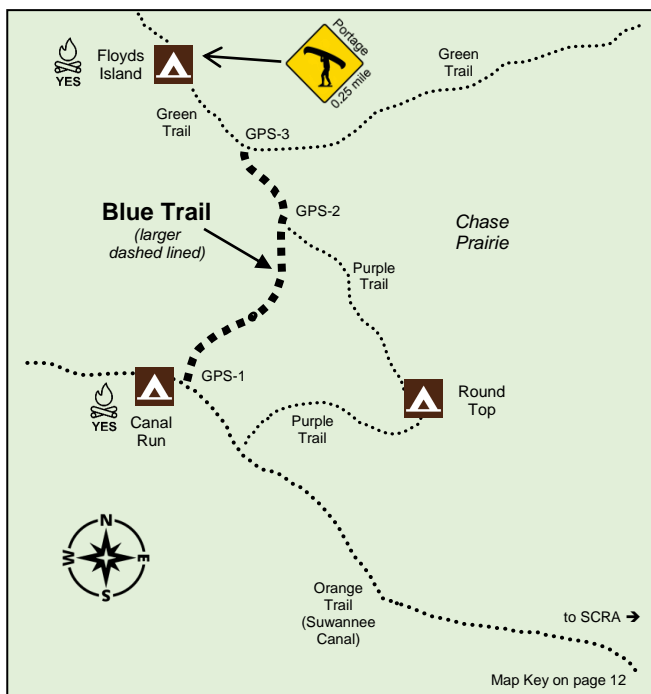 Portage
0.25 mile
YES
Floyds
Island
Green
Trail
Green
Trail
GPS-3
Blue Trail
(larger
dashed lined)
GPS-2
Chase
Prairie
Purple
Trail
GPS-1
YES
Canal
Run
Purple
Trail
Round
Top
N
W
E
S
Orange
Trail
(Suwannee
Canal)
to SCRA ➔
Map Key on page 12